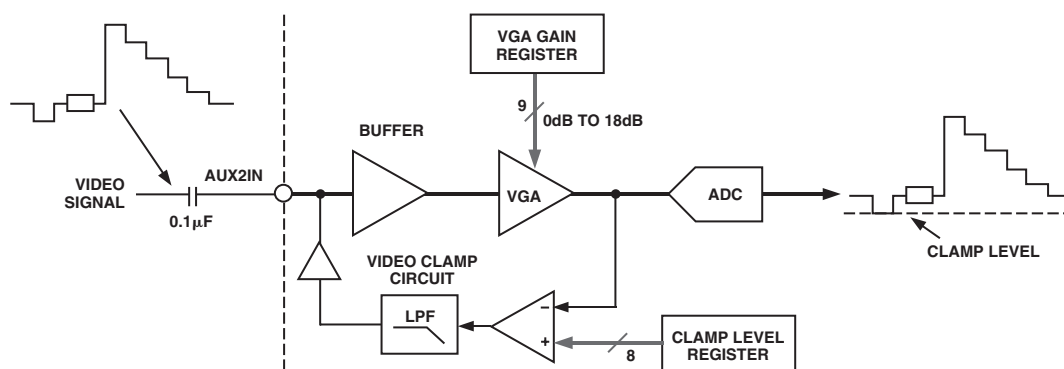 VGA GAIN
REGISTER
9
0dB TO 18dB
BUFFER
VIDEO
SIGNAL
AUX2IN
0.1µF
VGA
ADC
CLAMP LEVEL
VIDEO CLAMP
CIRCUIT
LPF
–
+
8
CLAMP LEVEL
REGISTER